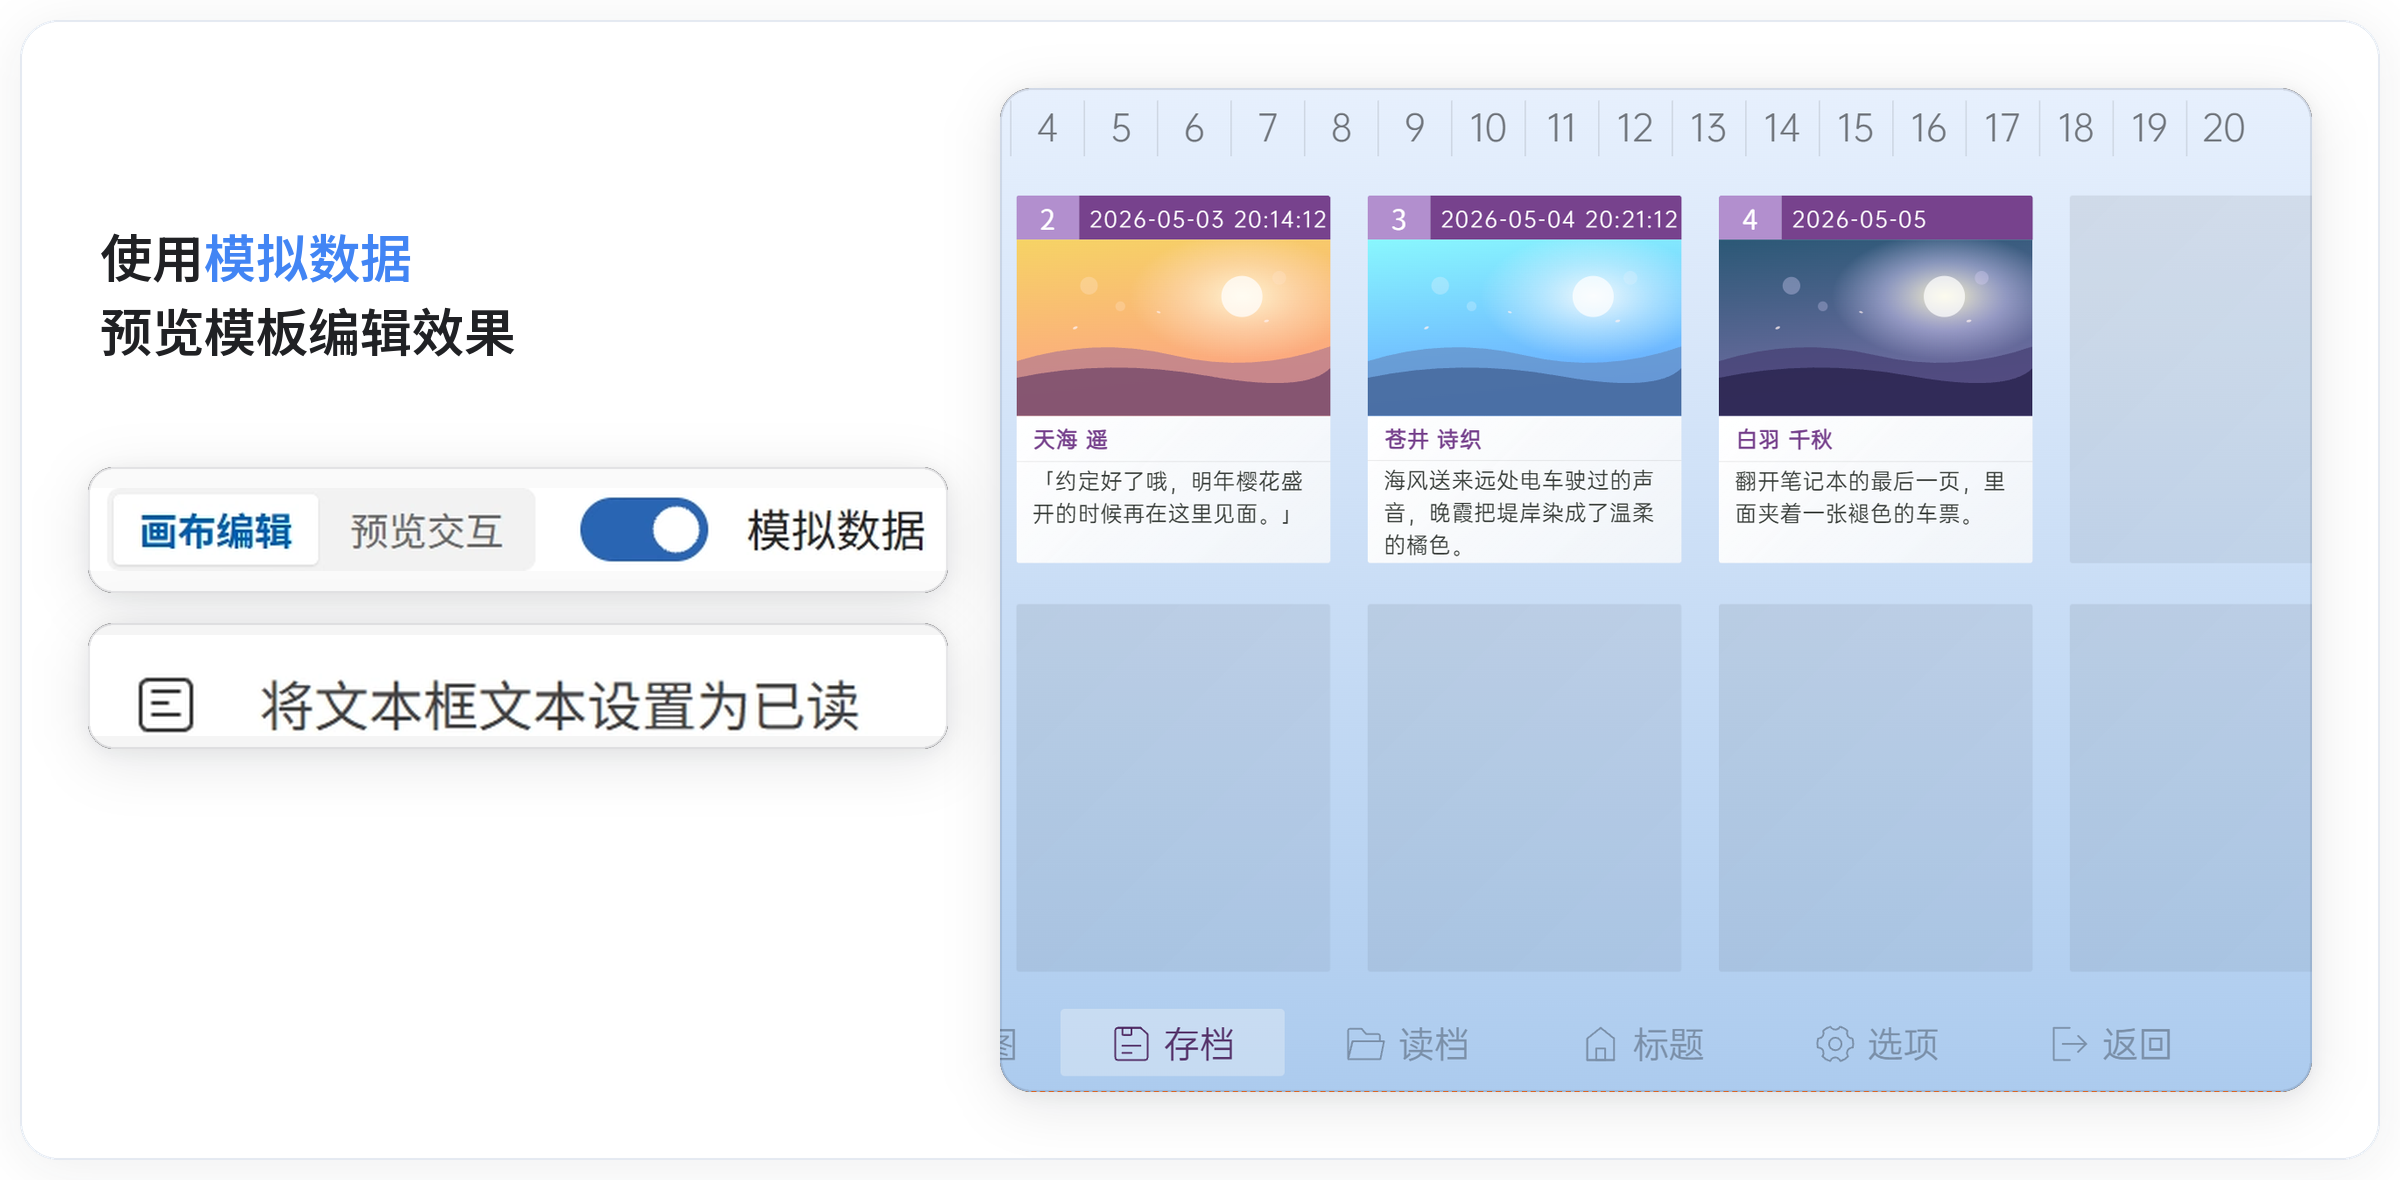 使用模拟数据
预览模板编辑效果
画布编辑 预览交互 模拟数据
将文本框文本设置为已读
4 5 6 7 8 9 10 11 12 13 14 15 16 17 18 19 20
2 2026-05-03 20:14:12
天海 遥
「约定好了哦，明年樱花盛
开的时候再在这里见面。」
3 2026-05-04 20:21:12
苍井 诗织
海风送来远处电车驶过的声
音，晚霞把堤岸染成了温柔
的橘色。
4 2026-05-05
白羽 千秋
翻开笔记本的最后一页，里
面夹着一张褪色的车票。
存档 读档 标题 选项 返回